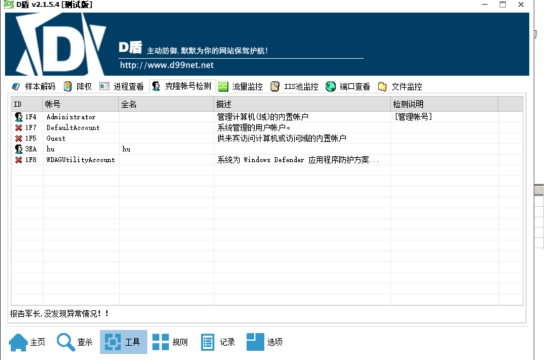 D盾 v2.1.5.4 [测试版]
D盾 主动防御,默默为你的网站保驾护航!
http://www.d99net.net
样本解码 降权 进程查看 克隆帐号检测 流量监控 IIS池监控 端口查看 文件监控
ID 帐号 全名 描述 检测说明
1F4 Administrator 管理计算机(域)的内置帐户 [管理帐号]
1F7 DefaultAccount 系统管理的用户帐户。
1F5 Guest 供来宾访问计算机或访问域的内置帐户
3EA hu hu
1F8 WDAGUtilityAccount 系统为 Windows Defender 应用程序防护方案...
报告军长,没发现异常情况!!
主页 查杀 工具 规则 记录 选项